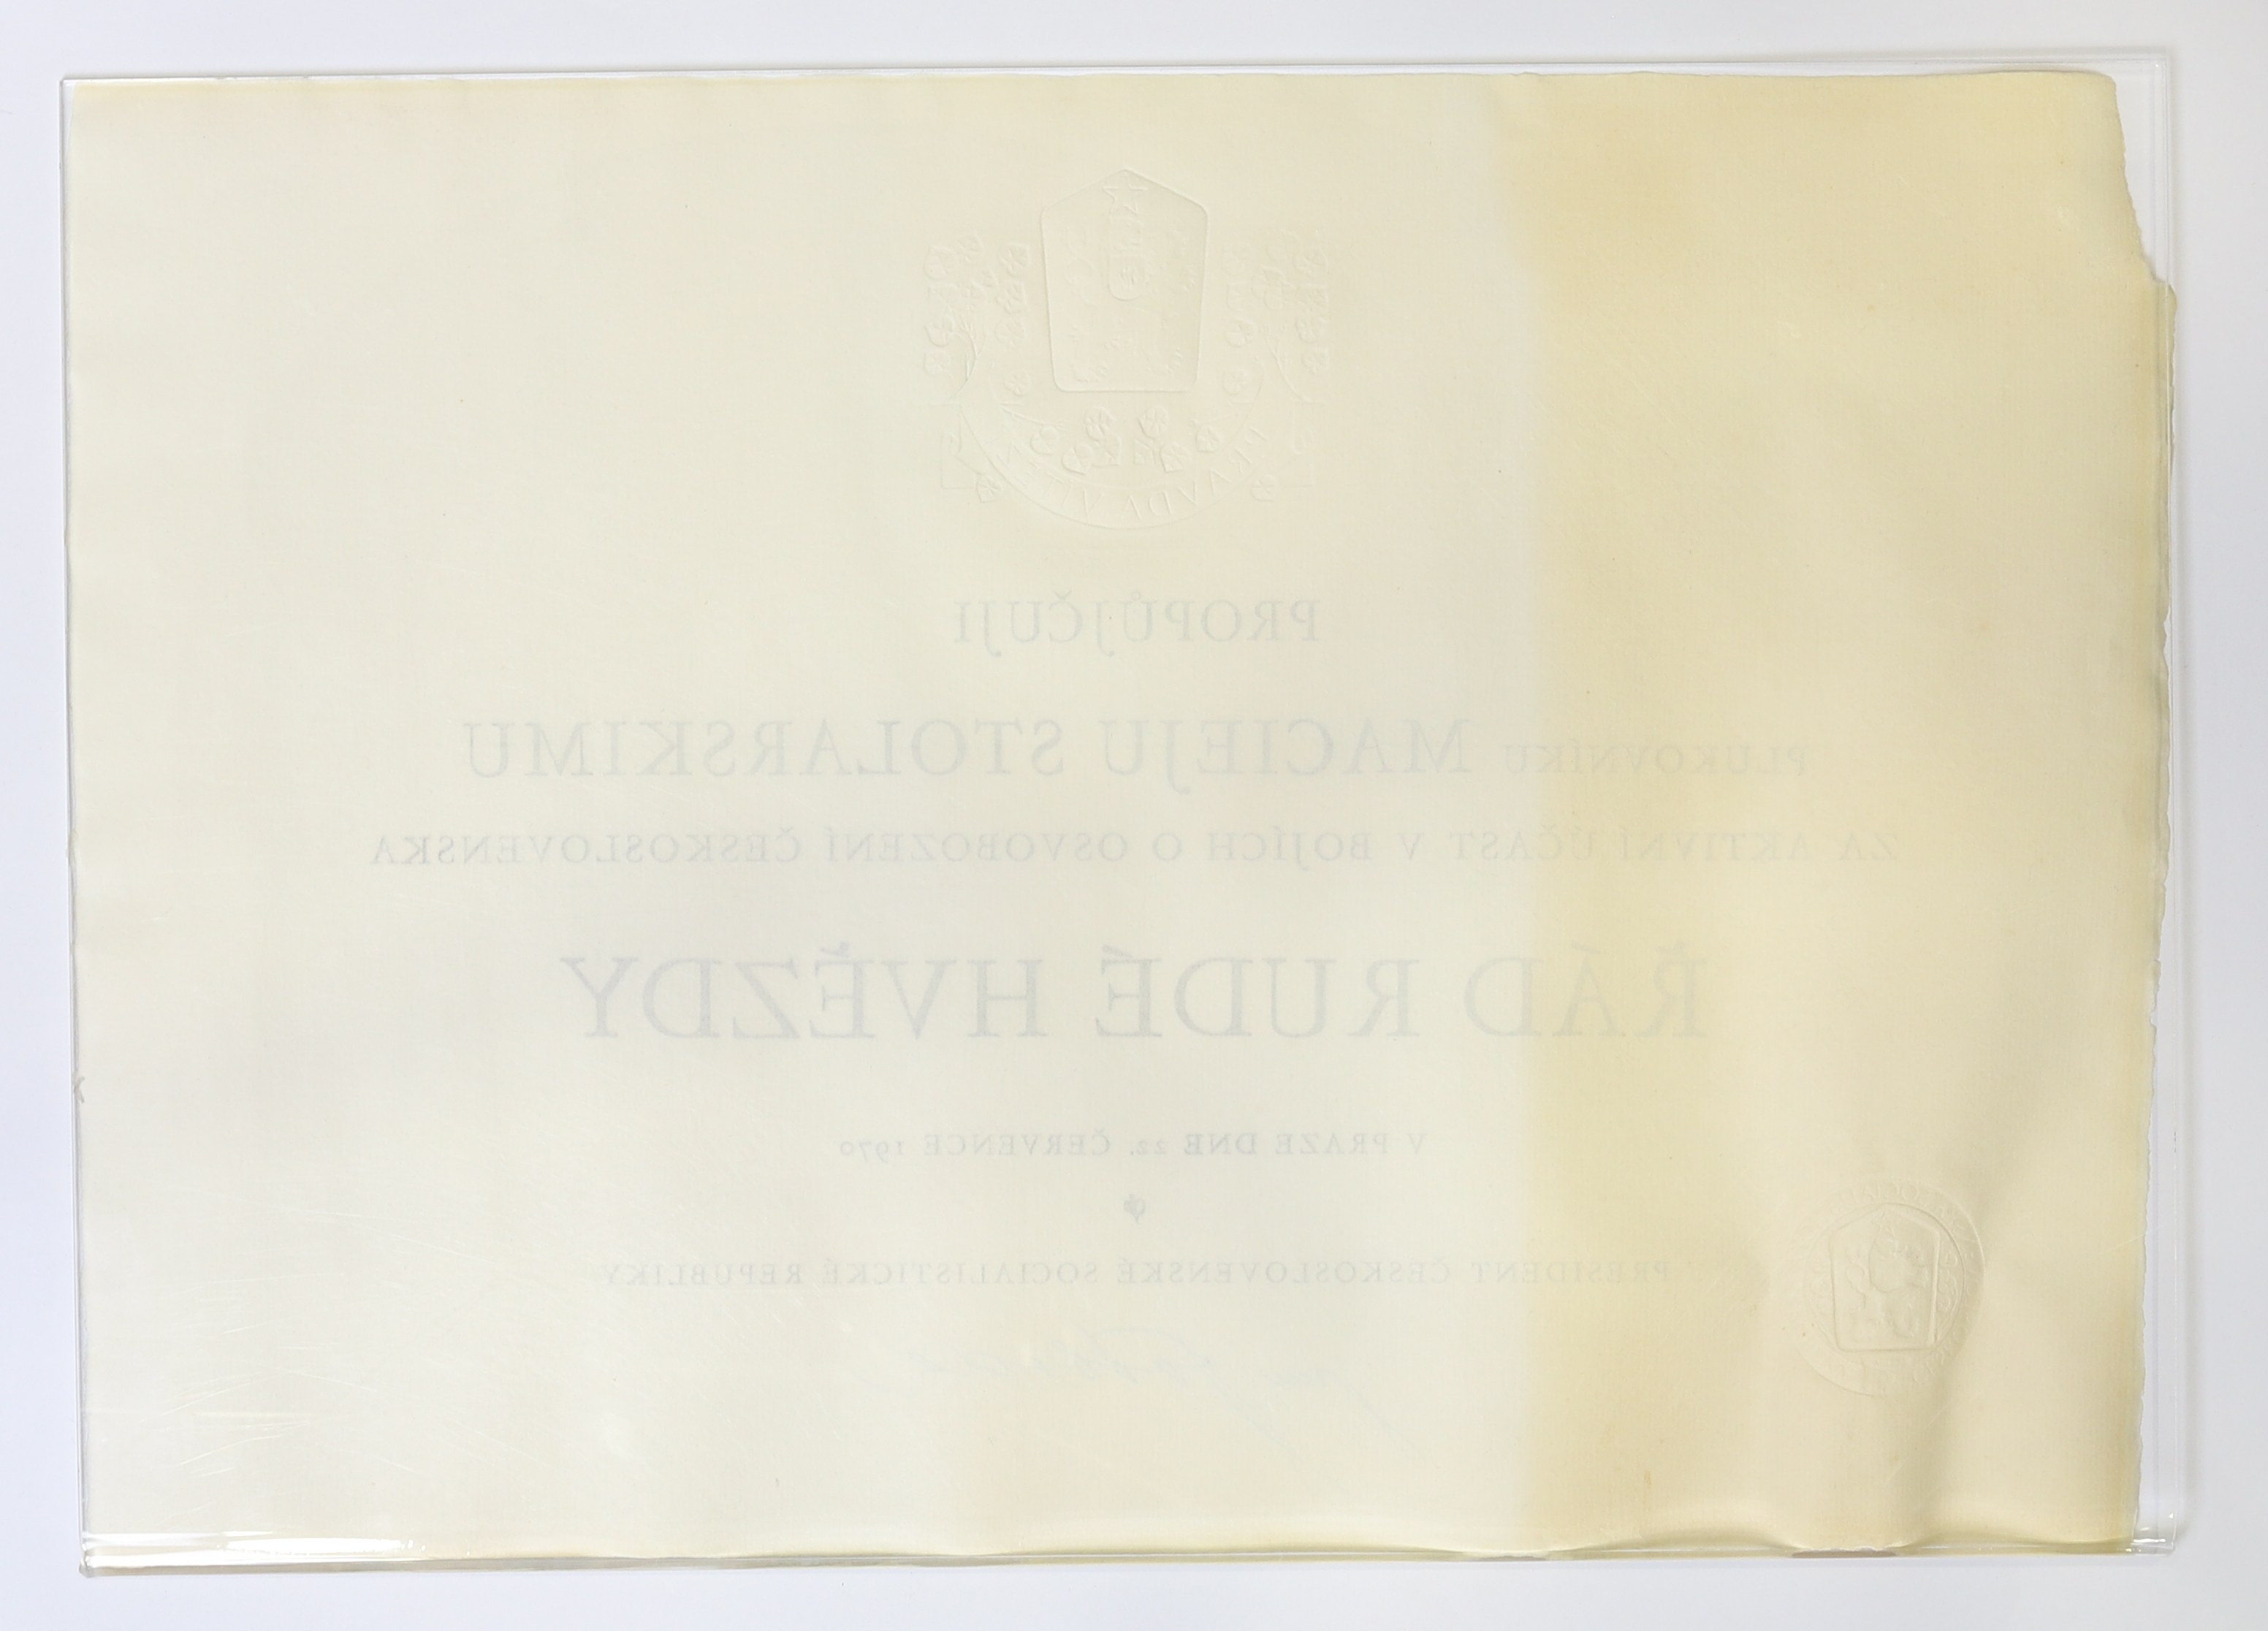 PROPŮJČUJI
PLUKOVNÍKU MACIEJU STOLARSKIMU
ZA AKTIVNÍ ÚČAST V BOJÍCH O OSVOBOZENÍ ČESKOSLOVENSKA
ŘÁD RUDÉ HVĚZDY
V PRAZE DNE 22. ČERVENCE 1970
PRESIDENT ČESKOSLOVENSKÉ SOCIALISTICKÉ REPUBLIKY